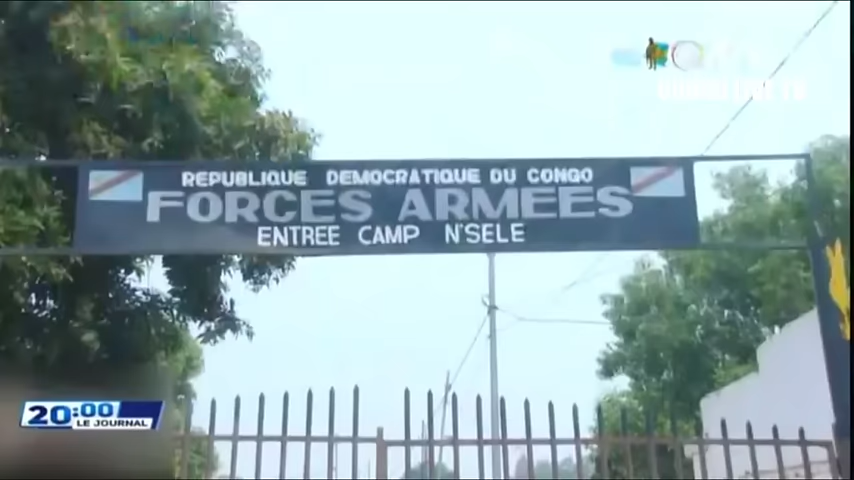 REPUBLIQUE DEMOCRATIQUE DU CONGO
FORCES ARMEES
ENTREE CAMP N'SELE
20:00
LE JOURNAL